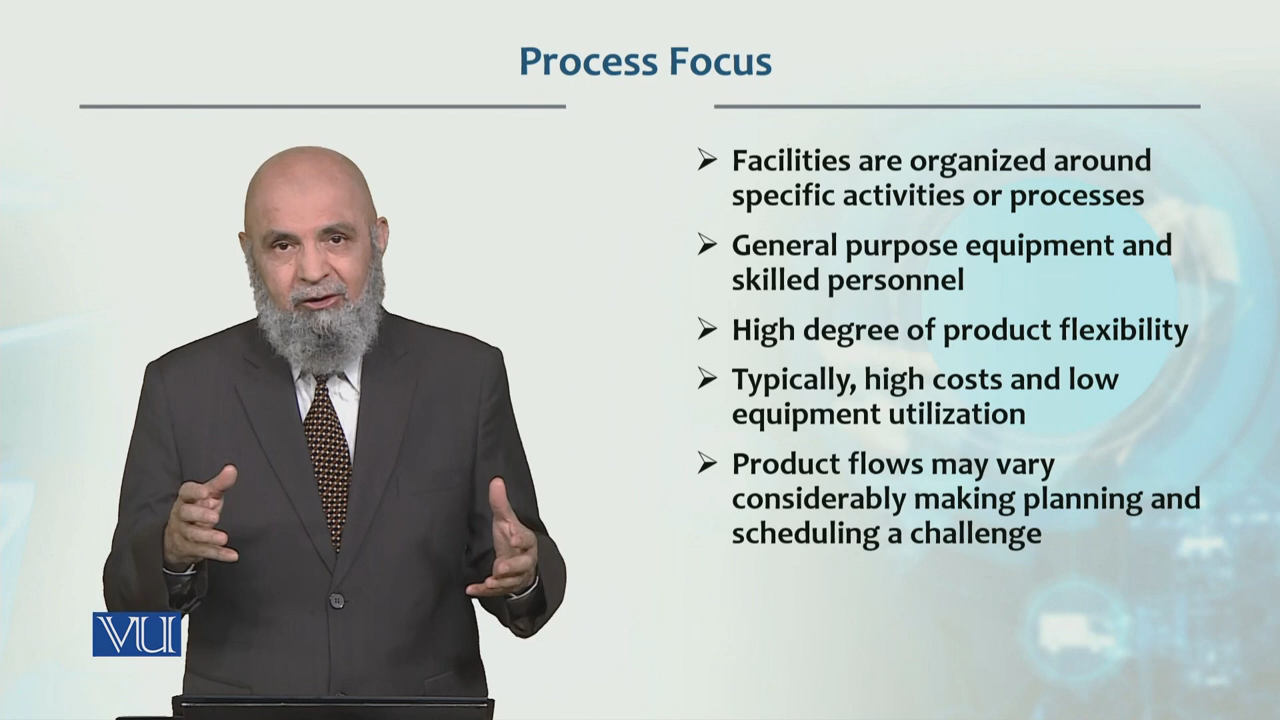 Process Focus
Facilities are organized around
specific activities or processes
General purpose equipment and
skilled personnel
High degree of product flexibility
Typically, high costs and low
equipment utilization
Product flows may vary
considerably making planning and
scheduling a challenge
VU